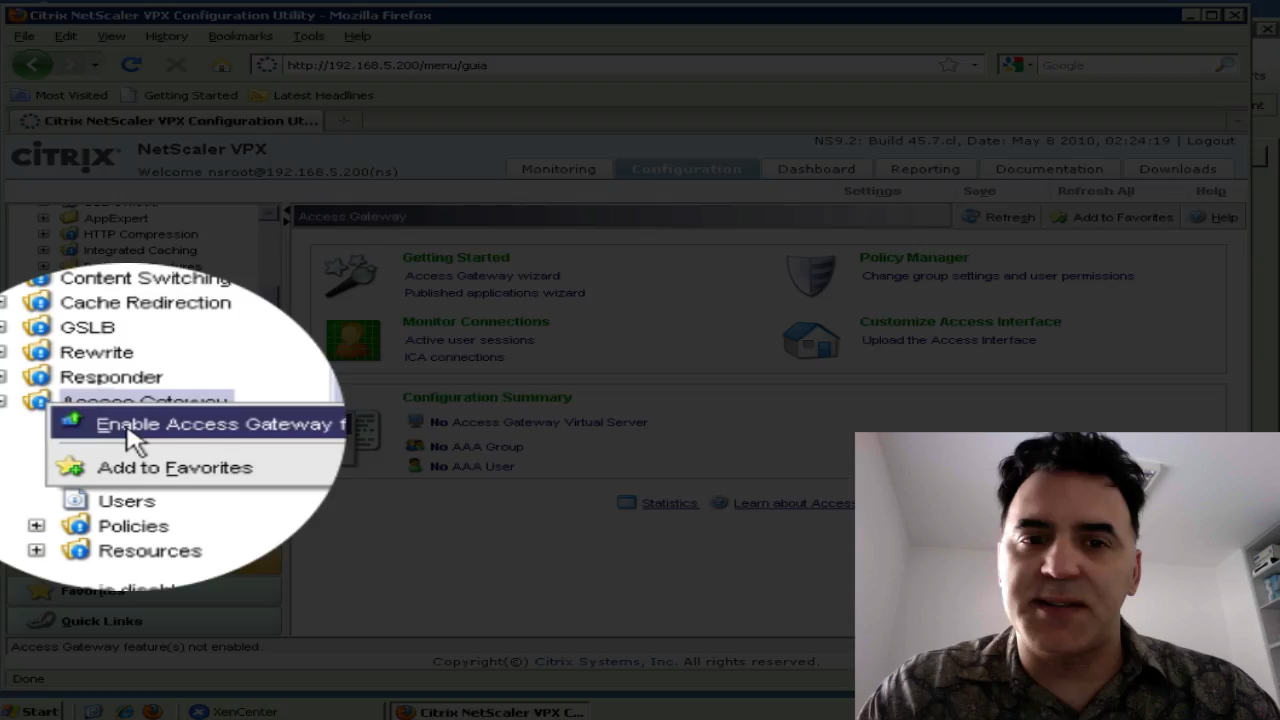 Citrix NetScaler VPX Configuration Utility - Mozilla Firefox
File Edit View History Bookmarks Tools Help
http://192.168.5.200/menu/guia
Google
Most Visited Getting Started Latest Headlines
Citrix NetScaler VPX Configuration Ut...
CITRIX
NetScaler VPX
NS9.2: Build 45.7.cl, Date: May 8 2010, 02:24:19 | Logout
Welcome nsroot@192.168.5.200(ns)
Monitoring Configuration Dashboard Reporting Documentation Downloads
Settings Save Refresh All Help
AppExpert
HTTP Compression
Integrated Caching
Content Switching
Cache Redirection
GSLB
Rewrite
Responder
Access Gateway
Enable Access Gateway f
Add to Favorites
Users
Policies
Resources
Quick Links
Access Gateway
Refresh Add to Favorites Help
Getting Started
Access Gateway wizard
Published applications wizard
Policy Manager
Change group settings and user permissions
Monitor Connections
Active user sessions
ICA connections
Customize Access Interface
Upload the Access Interface
Configuration Summary
No Access Gateway Virtual Server
No AAA Group
No AAA User
Statistics Learn about Access
Access Gateway feature(s) not enabled.
Copyright(©) Citrix Systems, Inc. All rights reserved.
Done
Start XenCenter Citrix NetScaler VPX C...